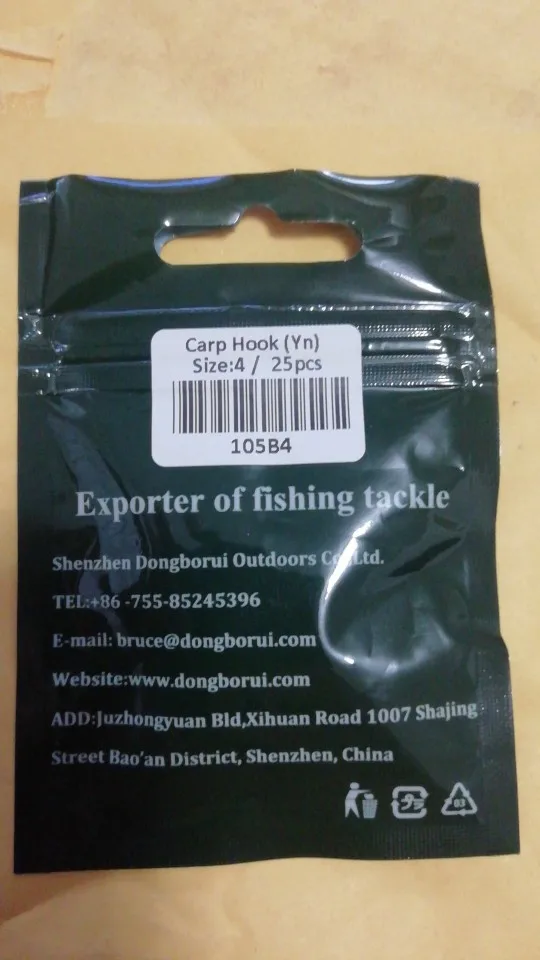 Carp Hook (Yn)
Size:4 / 25pcs
105B4
Exporter of fishing tackle
Shenzhen Dongborui Outdoors Co.,Ltd.
TEL:+86 -755-85245396
E-mail: bruce@dongborui.com
Website:www.dongborui.com
ADD:Juzhongyuan Bld,Xihuan Road 1007 Shajing
Street Bao'an District, Shenzhen, China